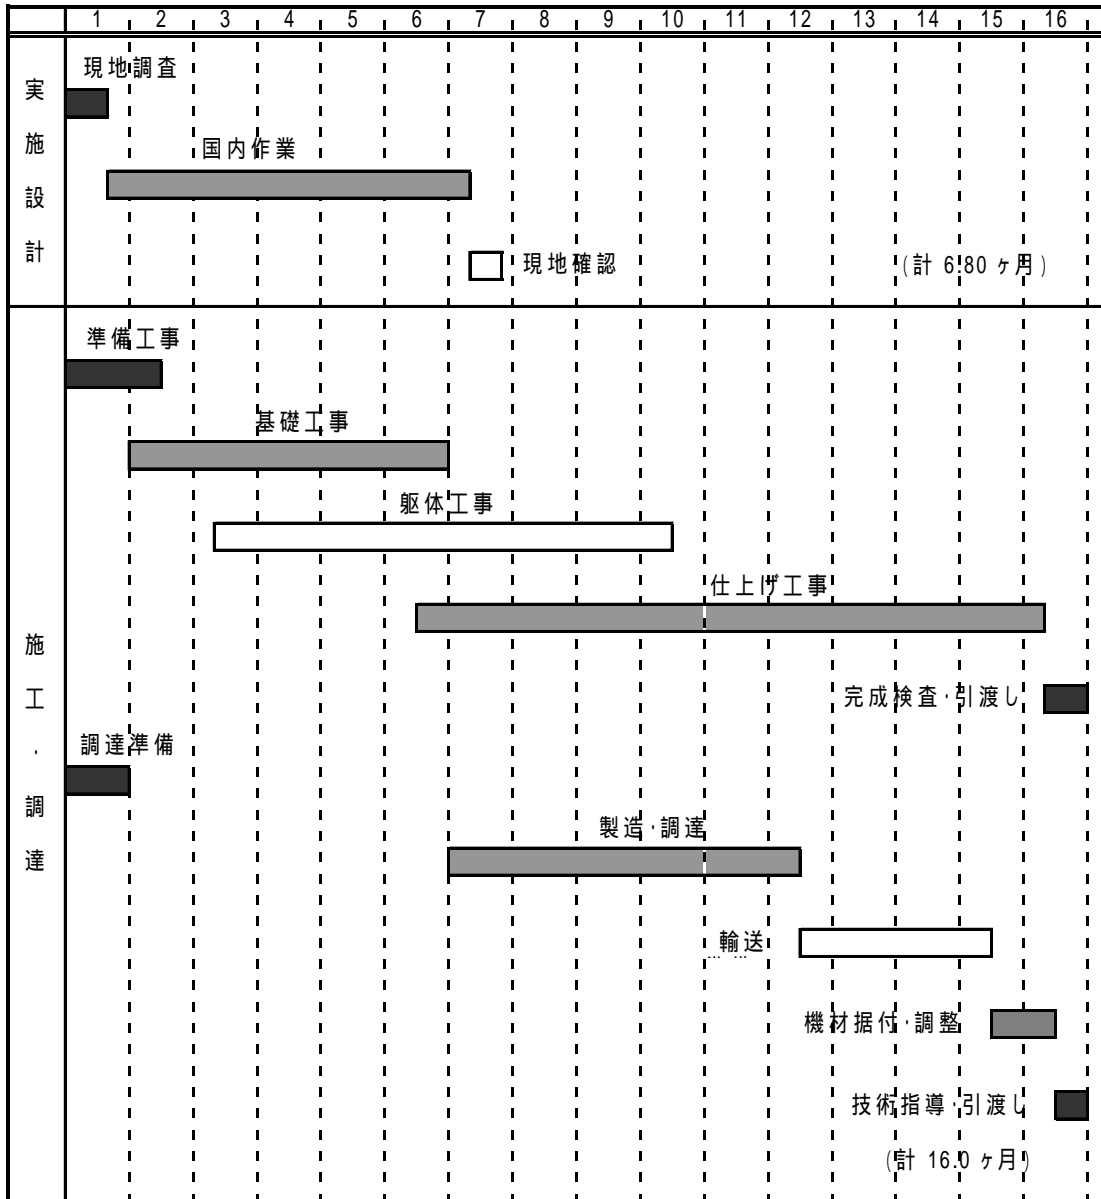 1 2 3 4 5 6 7 8 9 10 11 12 13 14 15 16
実施設計
現地調査
国内作業
現地確認
(計 6.80 ヶ月)
施工・調達
準備工事
基礎工事
躯体工事
仕上げ工事
完成検査・引渡し
調達準備
製造・調達
輸送
機材据付・調整
技術指導・引渡し
(計 16.0 ヶ月)